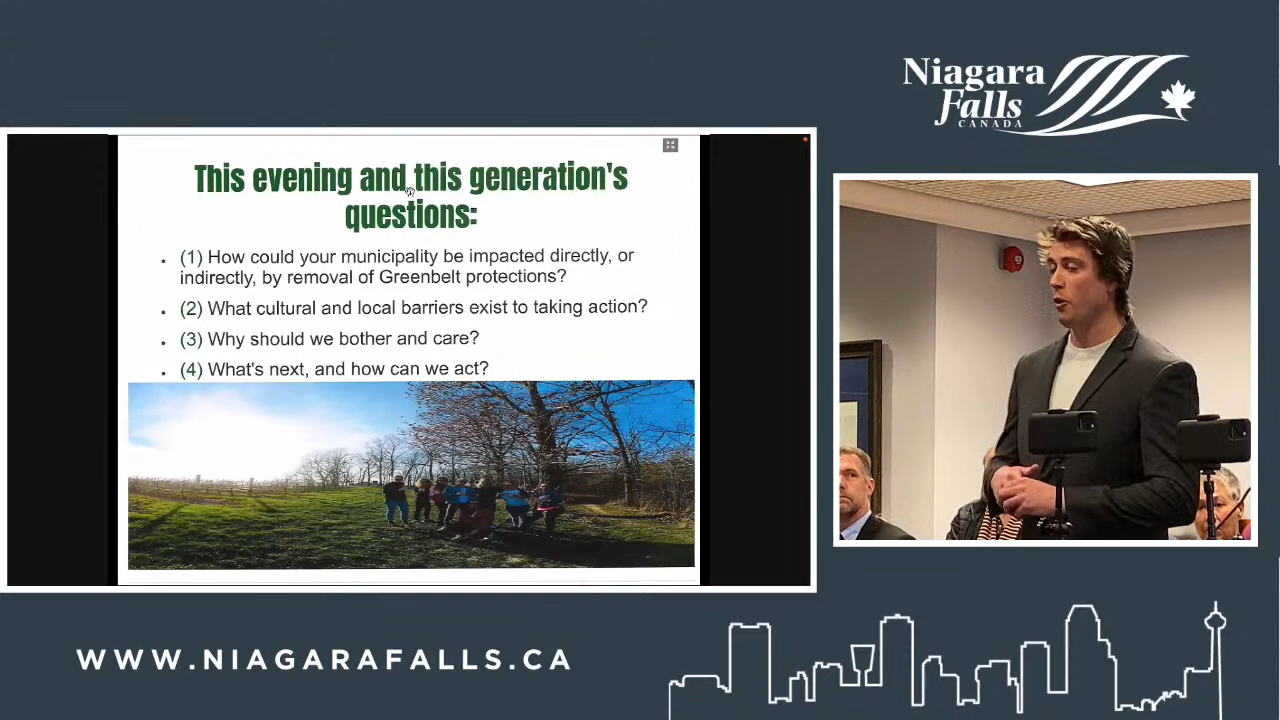 Niagara
Falls
CANADA
This evening and this generation's
questions:
(1) How could your municipality be impacted directly, or
indirectly, by removal of Greenbelt protections?
(2) What cultural and local barriers exist to taking action?
(3) Why should we bother and care?
(4) What's next, and how can we act?
WWW.NIAGARAFALLS.CA